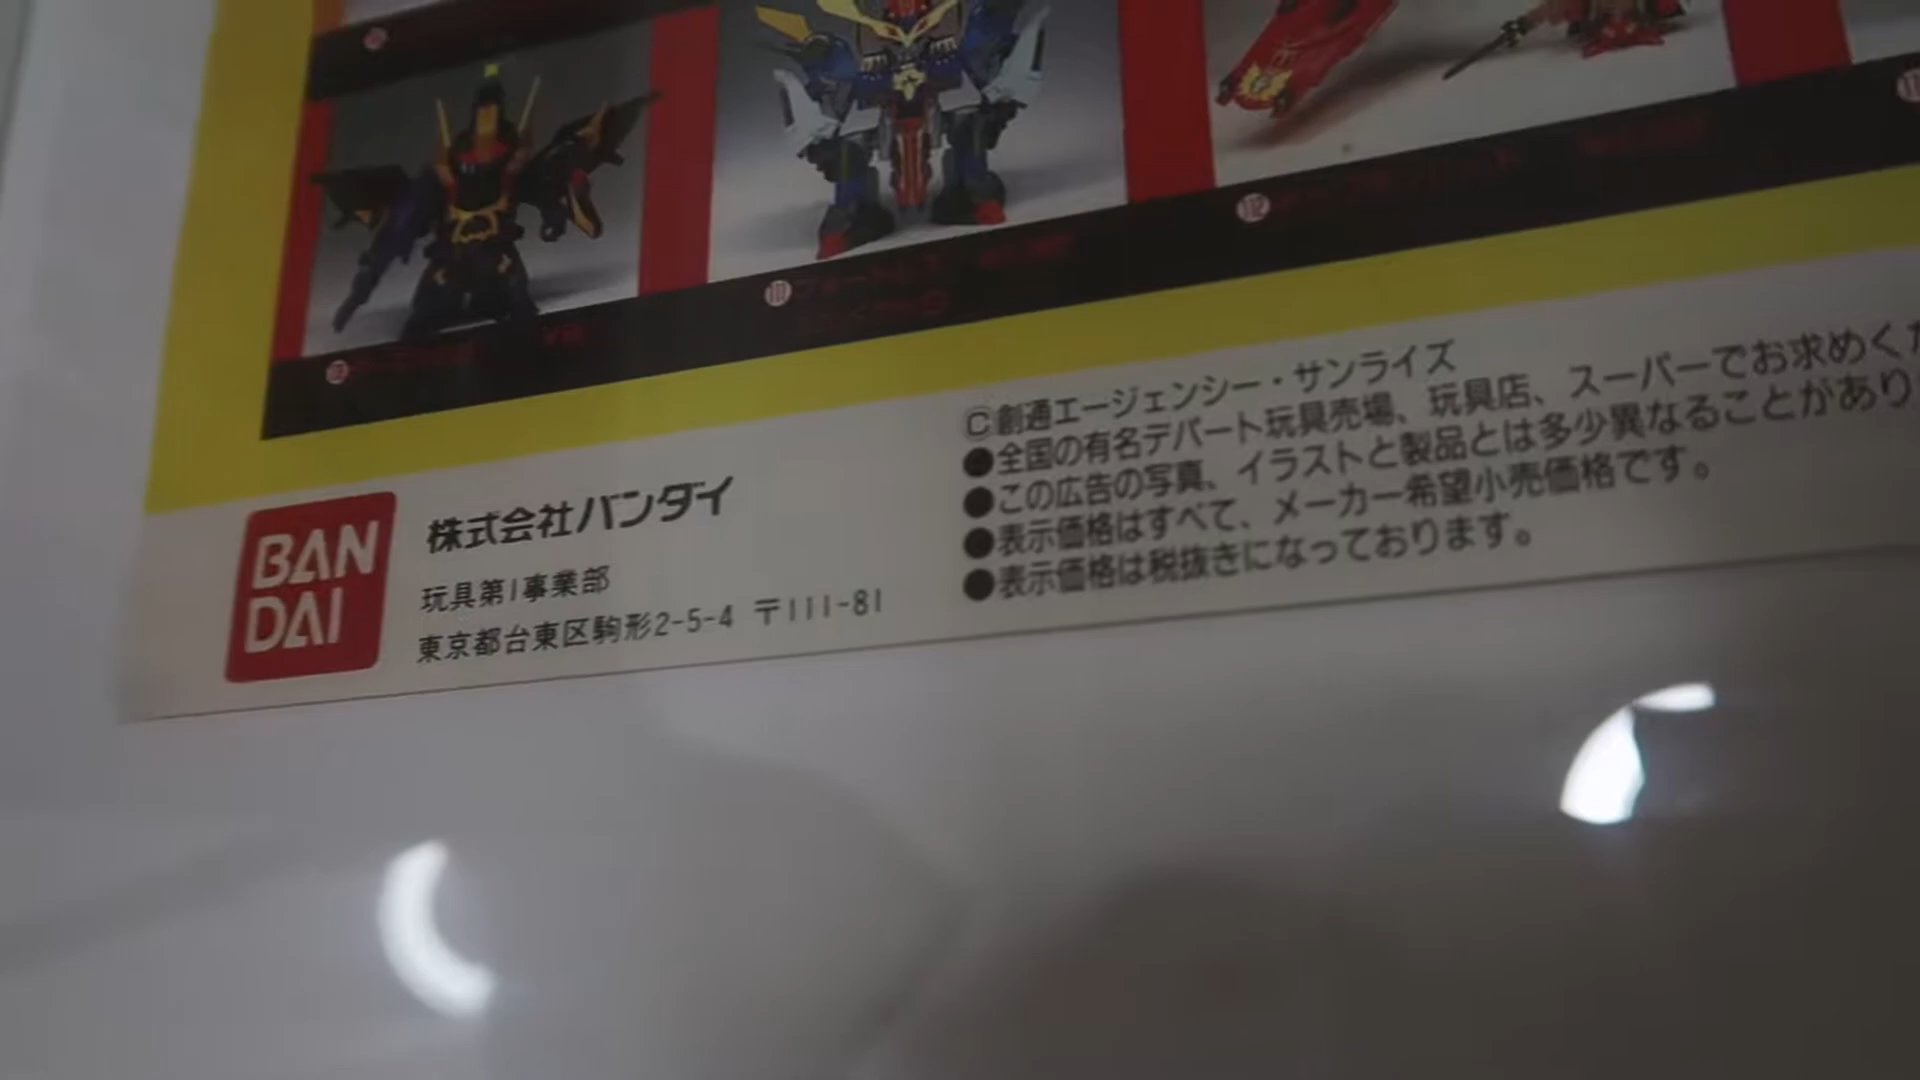 ⑩
⑫
BAN
DAI
株式会社バンダイ
玩具第1事業部
東京都台東区駒形2-5-4 〒111-81
Ⓒ創通エージェンシー・サンライズ
●全国の有名デパート玩具売場、玩具店、スーパーでお求めくだ
●この広告の写真、イラストと製品とは多少異なることがあり
●表示価格はすべて、メーカー希望小売価格です。
●表示価格は税抜きになっております。